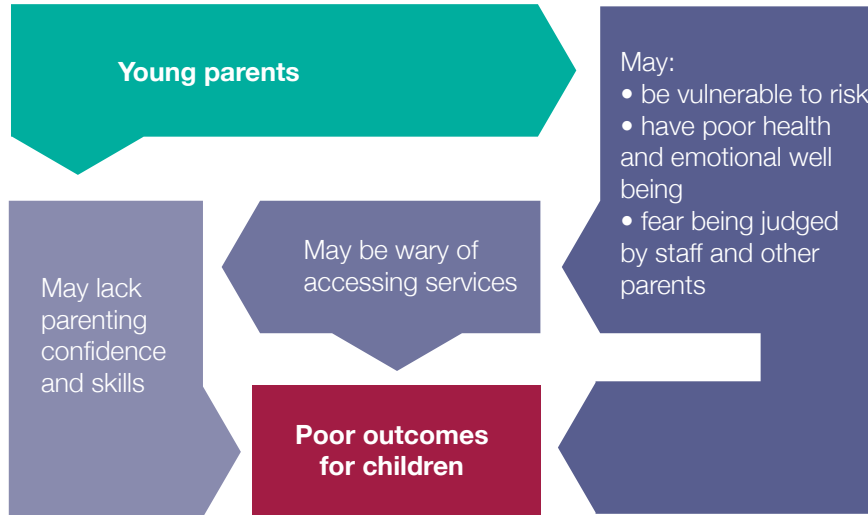 Young parents
May:
• be vulnerable to risk
• have poor health
and emotional well
being
• fear being judged
by staff and other
parents
May be wary of
accessing services
May lack
parenting
confidence
and skills
Poor outcomes
for children